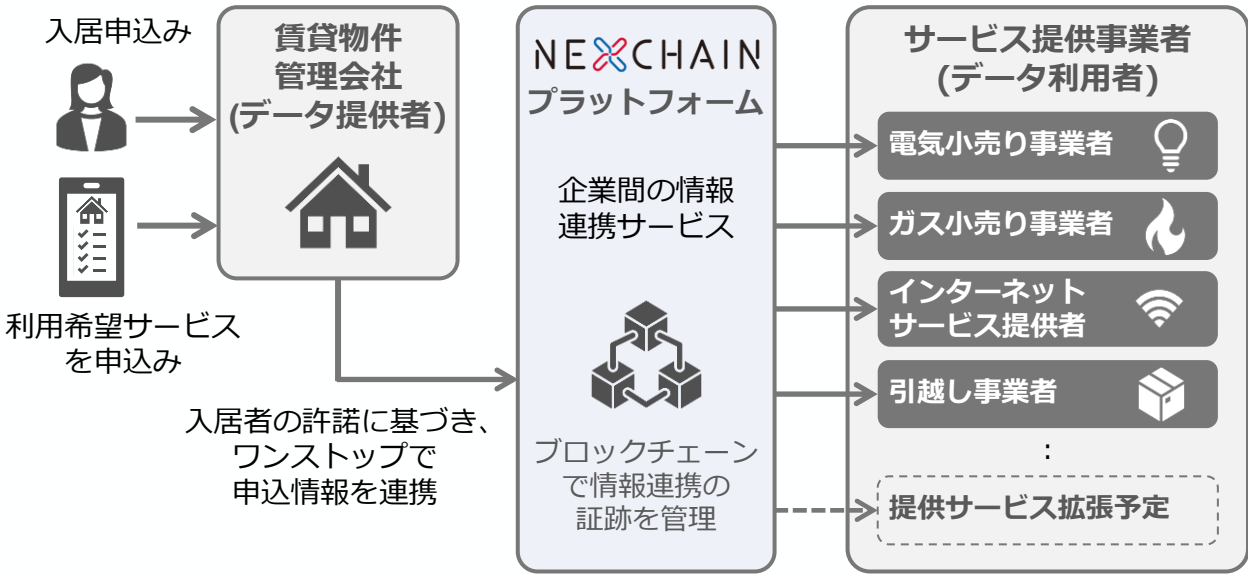 入居申込み
利用希望サービス
を申込み
賃貸物件
管理会社
(データ提供者)
入居者の許諾に基づき、
ワンストップで
申込情報を連携
NEXCHAIN
プラットフォーム
企業間の情報
連携サービス
ブロックチェーン
で情報連携の
証跡を管理
サービス提供事業者
(データ利用者)
電気小売り事業者
ガス小売り事業者
インターネット
サービス提供者
引越し事業者
:
提供サービス拡張予定